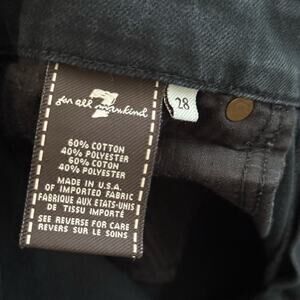 7
for all mankind
28
60% COTTON
40% POLYESTER
60% COTON
40% POLYESTER
MADE IN U.S.A.
OF IMPORTED FABRIC
FABRIQUE AUX ETATS-UNIS
DE TISSU IMPORTÉ
SEE REVERSE FOR CARE
REVERS SUR LE SOINS